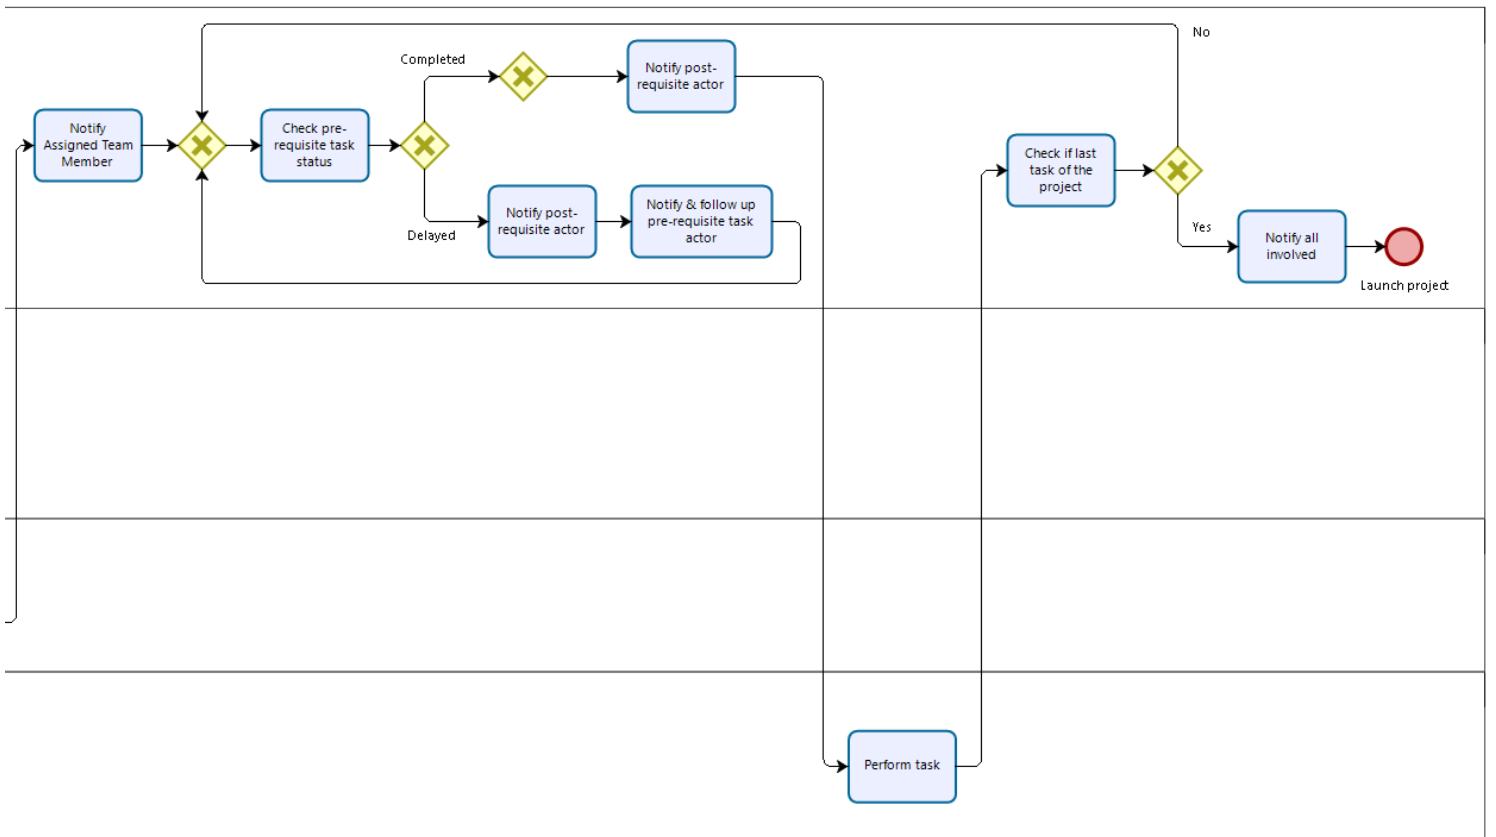 No
Completed
Notify post-
requisite actor
Notify
Assigned Team
Member
Check pre-
requisite task
status
Check if last
task of the
project
Notify post-
requisite actor
Notify & follow up
pre-requisite task
actor
Delayed
Yes
Notify all
involved
Launch project
Perform task